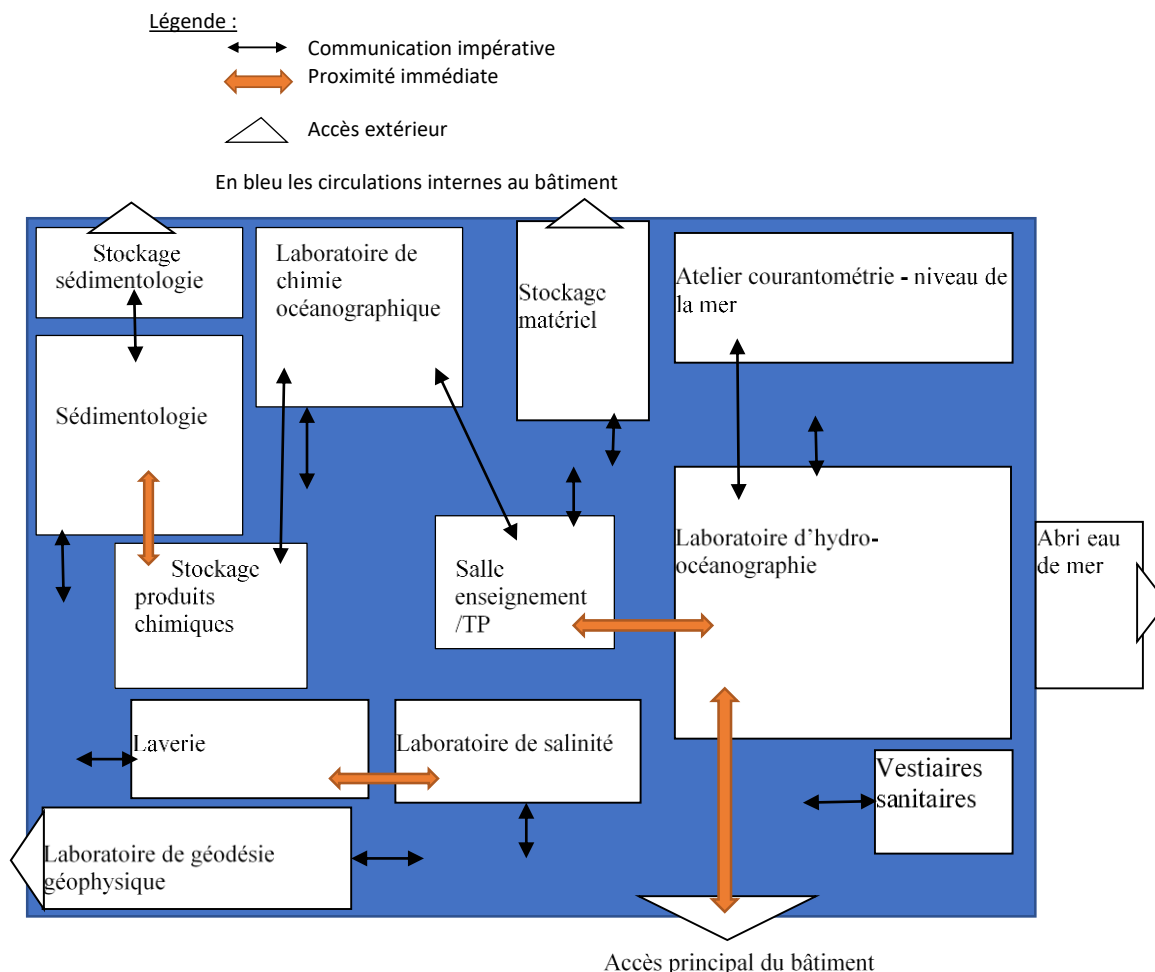 Légende :
Communication impérative
Proximité immédiate
Accès extérieur
En bleu les circulations internes au bâtiment
Stockage
sédimentologie
Laboratoire de
chimie
océanographique
Stockage
matériel
Atelier courantométrie - niveau de
la mer
Sédimentologie
Stockage
produits
chimiques
Salle
enseignement
/TP
Laboratoire d’hydro-
océanographie
Abri eau
de mer
Laverie
Laboratoire de salinité
Vestiaires
sanitaires
Laboratoire de géodésie
géophysique
Accès principal du bâtiment